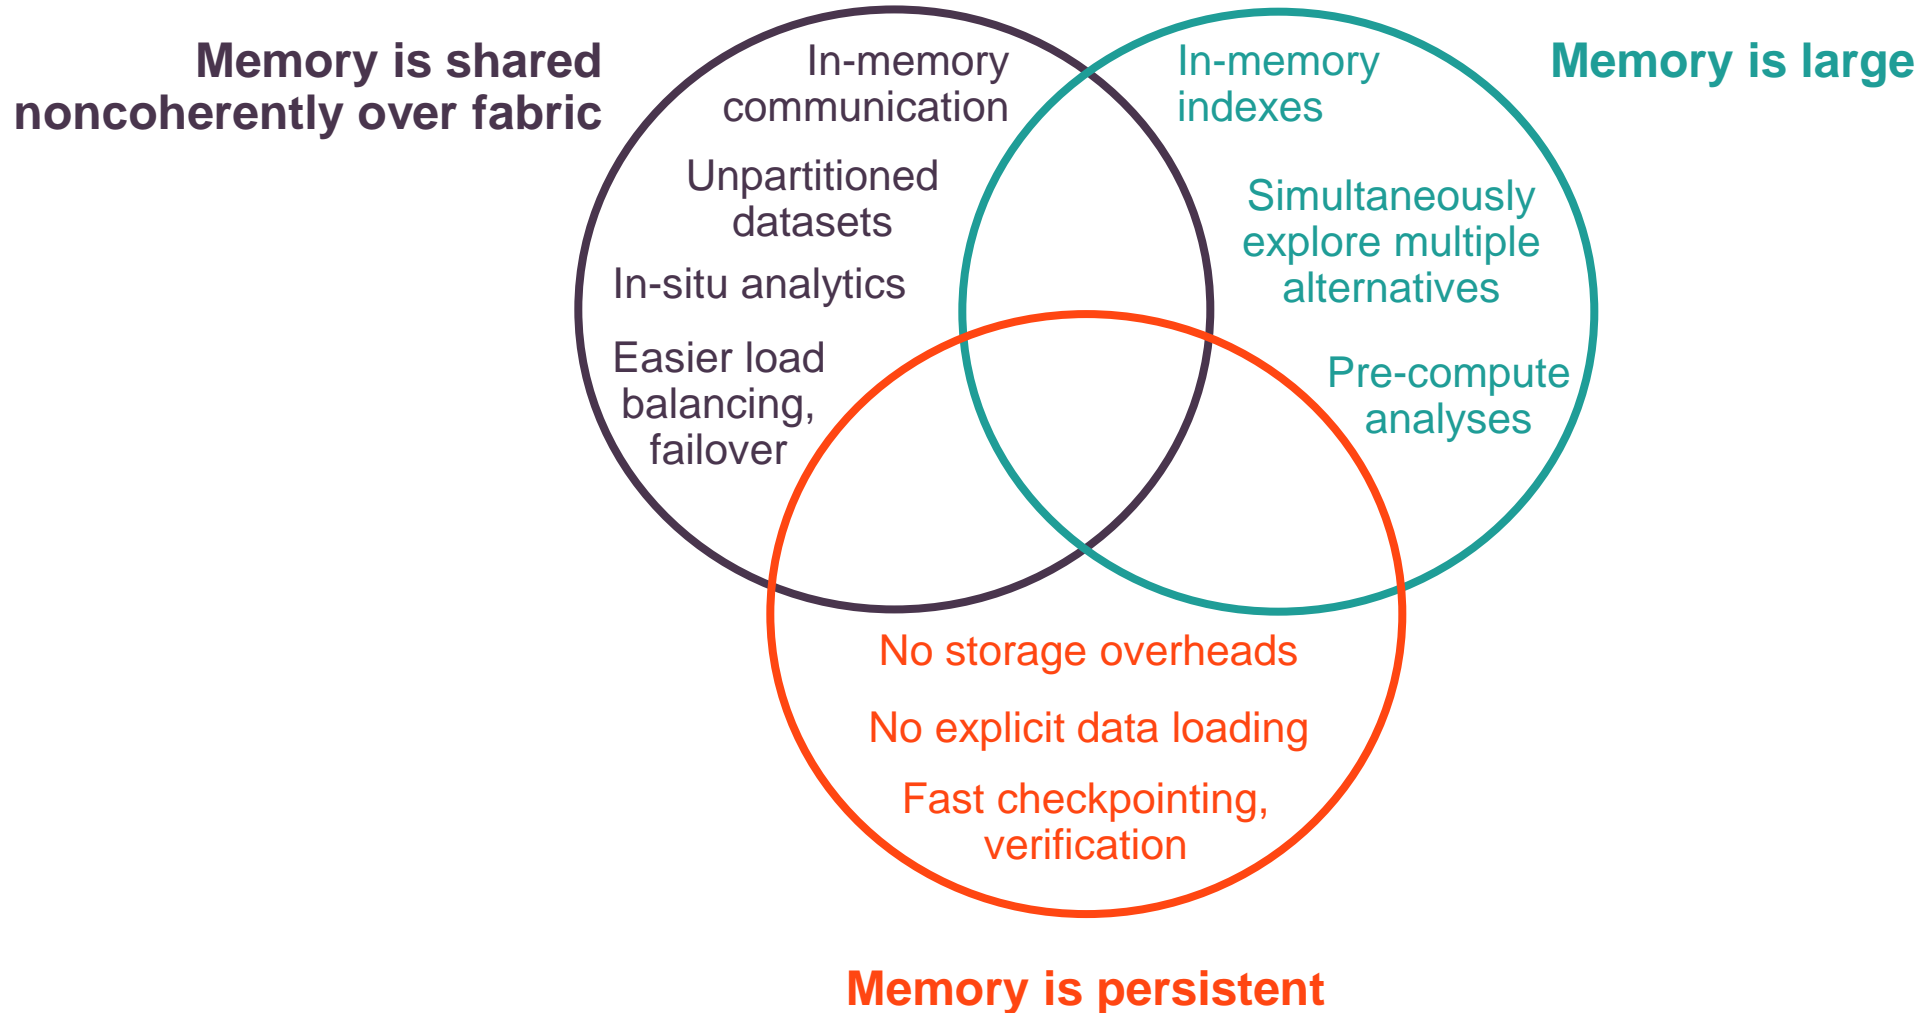 Memory is shared
noncoherently over fabric
In-memory
communication
Unpartitioned
datasets
In-situ analytics
Easier load
balancing,
failover
In-memory
indexes
Simultaneously
explore multiple
alternatives
Pre-compute
analyses
Memory is large
No storage overheads
No explicit data loading
Fast checkpointing,
verification
Memory is persistent